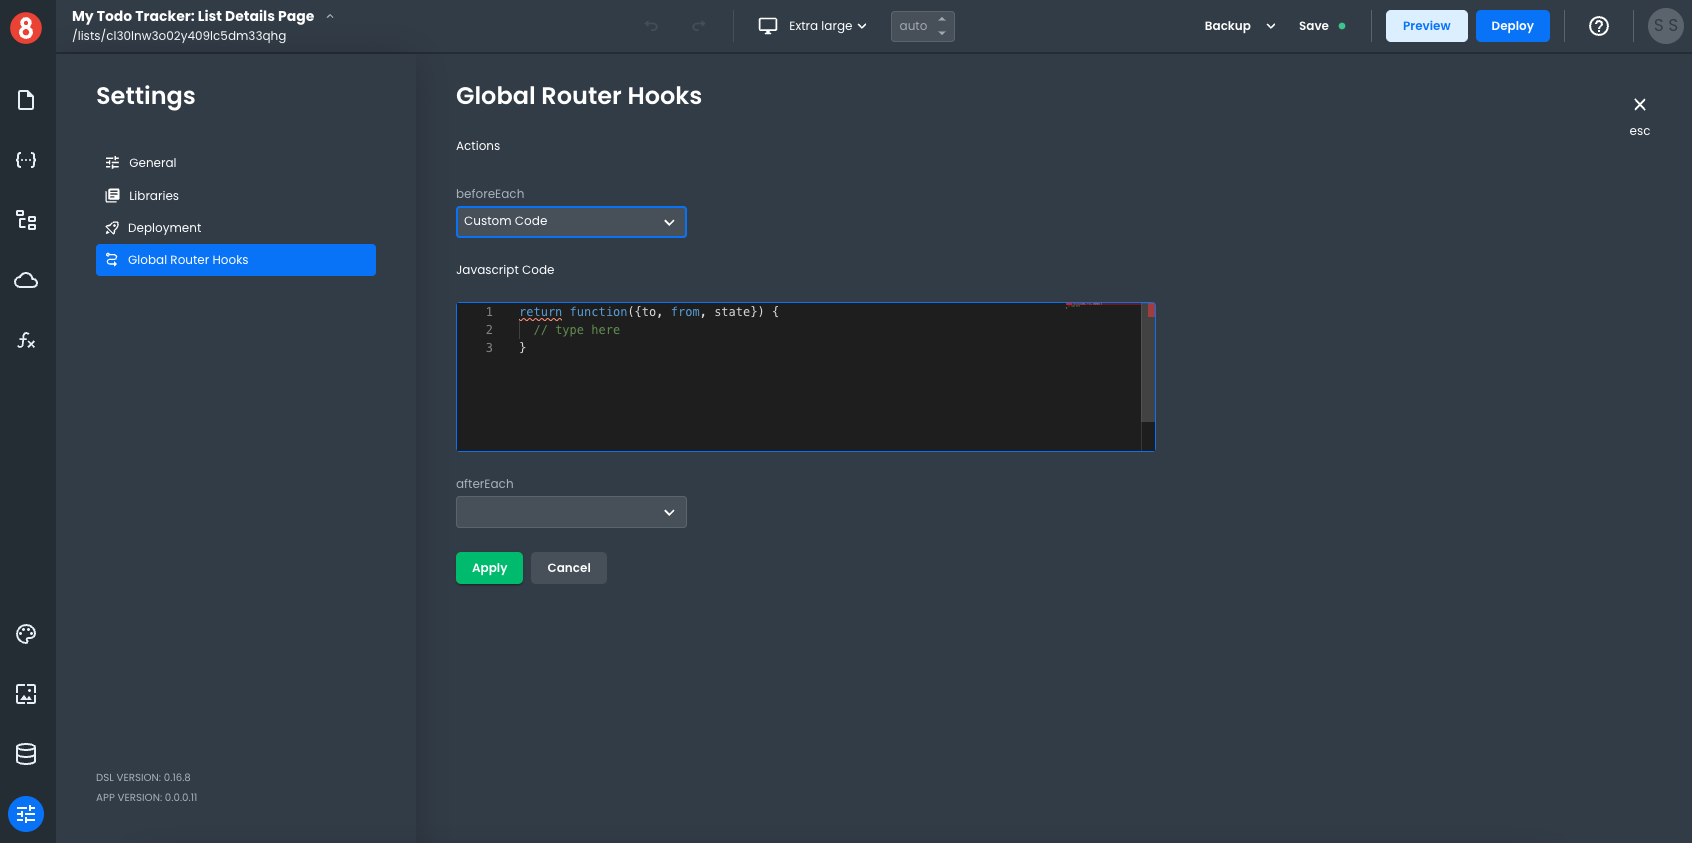 8
My Todo Tracker: List Details Page
/lists/cl30lnw3o02y409lc5dm33qhg
Extra large
auto
Backup
Save
Preview
Deploy
S S
Settings
General
Libraries
Deployment
Global Router Hooks
DSL VERSION: 0.16.8
APP VERSION: 0.0.0.11
Global Router Hooks
esc
Actions
beforeEach
Custom Code
Javascript Code
1 return function({to, from, state}) {
2 // type here
3 }
afterEach
Apply
Cancel